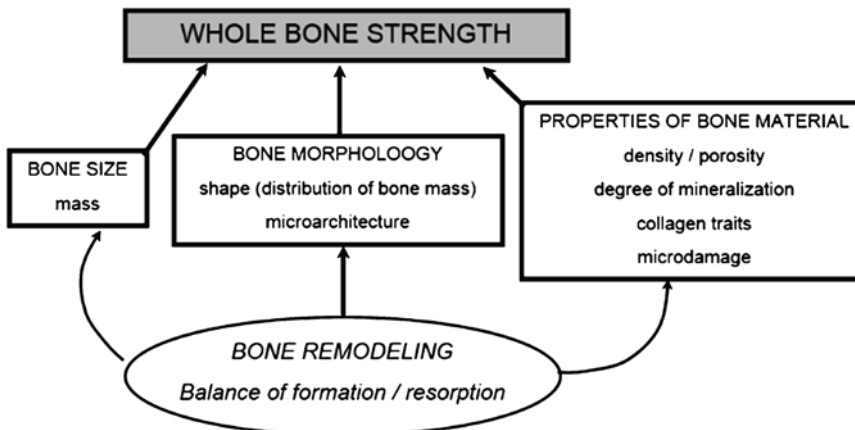 WHOLE BONE STRENGTH
BONE SIZE
mass
BONE MORPHOLOOGY
shape (distribution of bone mass)
microarchitecture
PROPERTIES OF BONE MATERIAL
density / porosity
degree of mineralization
collagen traits
microdamage
BONE REMODELING
Balance of formation / resorption